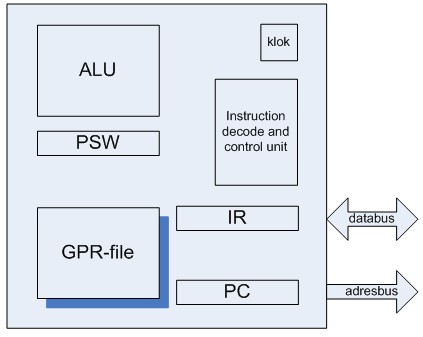 ALU
klok
PSW
Instruction
decode and
control unit
GPR-file
IR
databus
PC
adresbus